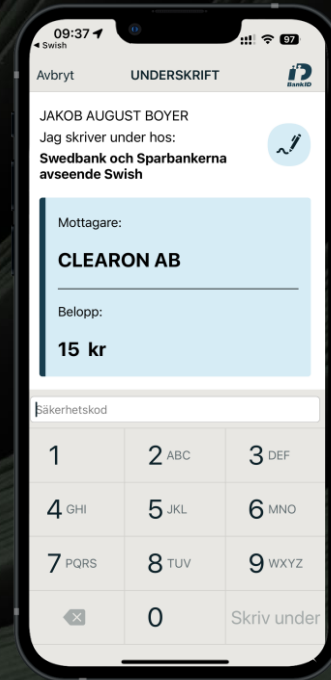 09:37
◀ Swish
97
Avbryt
UNDERSKRIFT
BankID
JAKOB AUGUST BOYER
Jag skriver under hos:
Swedbank och Sparbankerna
avseende Swish
Mottagare:
CLEARON AB
Belopp:
15 kr
Säkerhetskod
1
2 ABC
3 DEF
4 GHI
5 JKL
6 MNO
7 PQRS
8 TUV
9 WXYZ
0
Skriv under